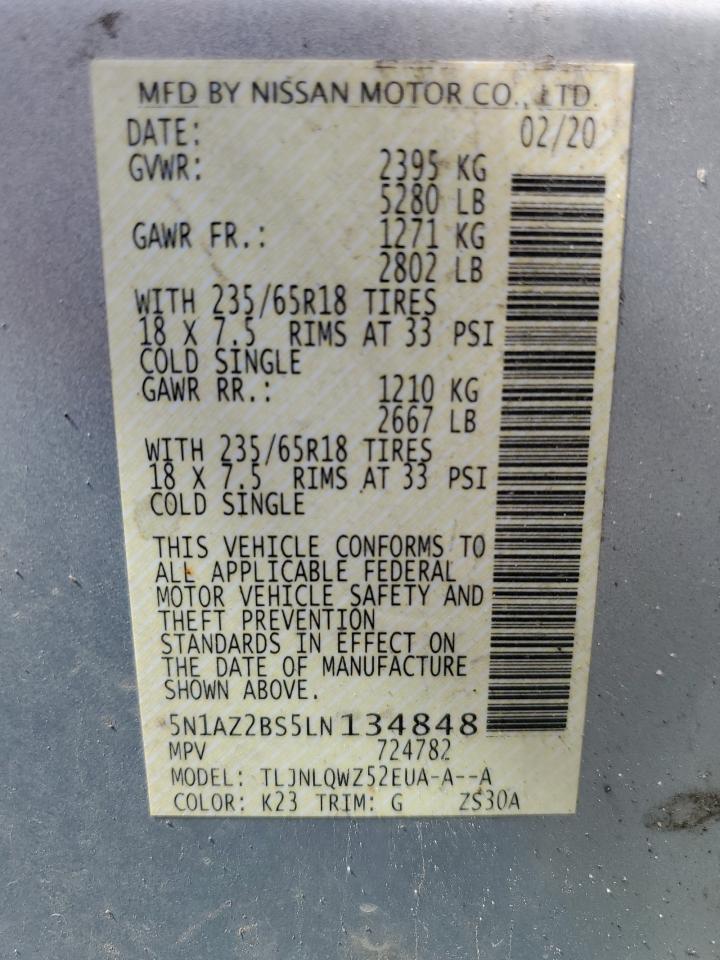 MFD BY NISSAN MOTOR CO., LTD.
DATE: 02/20
GVWR: 2395 KG
5280 LB
GAWR FR.: 1271 KG
2802 LB
WITH 235/65R18 TIRES
18 X 7.5 RIMS AT 33 PSI
COLD SINGLE
GAWR RR.: 1210 KG
2667 LB
WITH 235/65R18 TIRES
18 X 7.5 RIMS AT 33 PSI
COLD SINGLE
THIS VEHICLE CONFORMS TO
ALL APPLICABLE FEDERAL
MOTOR VEHICLE SAFETY AND
THEFT PREVENTION
STANDARDS IN EFFECT ON
THE DATE OF MANUFACTURE
SHOWN ABOVE.
5N1AZ2BS5LN134848
MPV 724782
MODEL: TLJNLQWZ52EUA-A--A
COLOR: K23 TRIM: G ZS30A